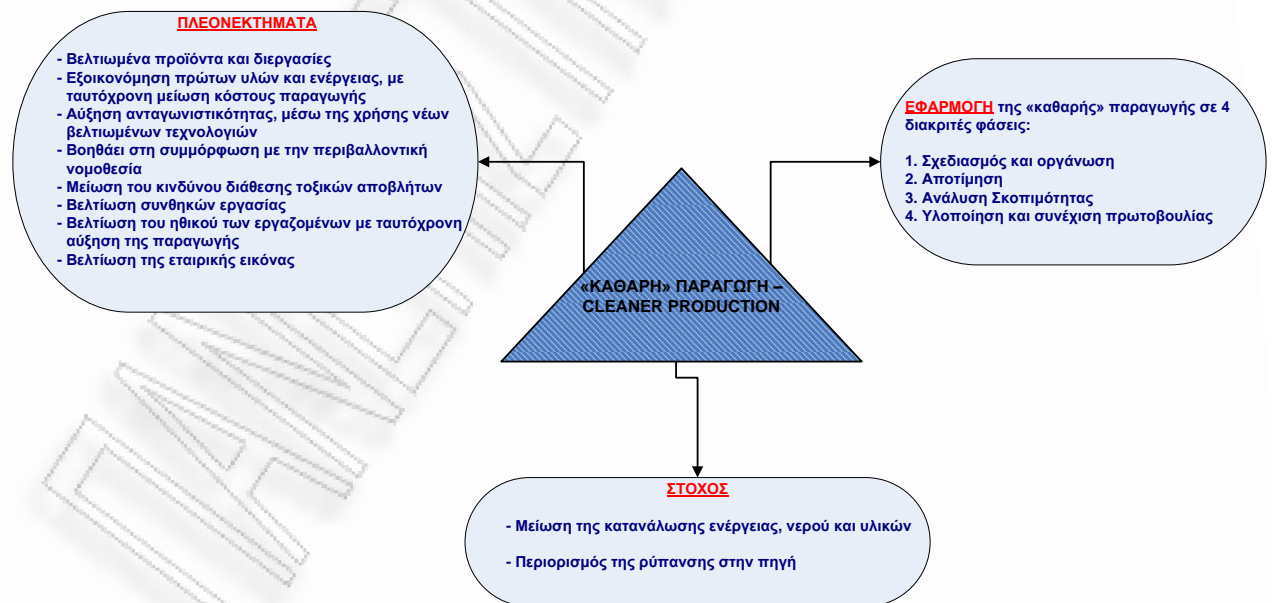 ΠΛΕΟΝΕΚΤΗΜΑΤΑ
- Βελτιωμένα προϊόντα και διεργασίες
- Εξοικονόμηση πρώτων υλών και ενέργειας, με
ταυτόχρονη μείωση κόστους παραγωγής
- Αύξηση ανταγωνιστικότητας, μέσω της χρήσης νέων
βελτιωμένων τεχνολογιών
- Βοηθάει στη συμμόρφωση με την περιβαλλοντική
νομοθεσία
- Μείωση του κινδύνου διάθεσης τοξικών αποβλήτων
- Βελτίωση συνθηκών εργασίας
- Βελτίωση του ηθικού των εργαζομένων με ταυτόχρονη
αύξηση της παραγωγής
- Βελτίωση της εταιρικής εικόνας
ΕΦΑΡΜΟΓΗ της «καθαρής» παραγωγής σε 4
διακριτές φάσεις:
1. Σχεδιασμός και οργάνωση
2. Αποτίμηση
3. Ανάλυση Σκοπιμότητας
4. Υλοποίηση και συνέχιση πρωτοβουλίας
«ΚΑΘΑΡΗ» ΠΑΡΑΓΩΓΗ –
CLEANER PRODUCTION
ΣΤΟΧΟΣ
- Μείωση της κατανάλωσης ενέργειας, νερού και υλικών
- Περιορισμός της ρύπανσης στην πηγή